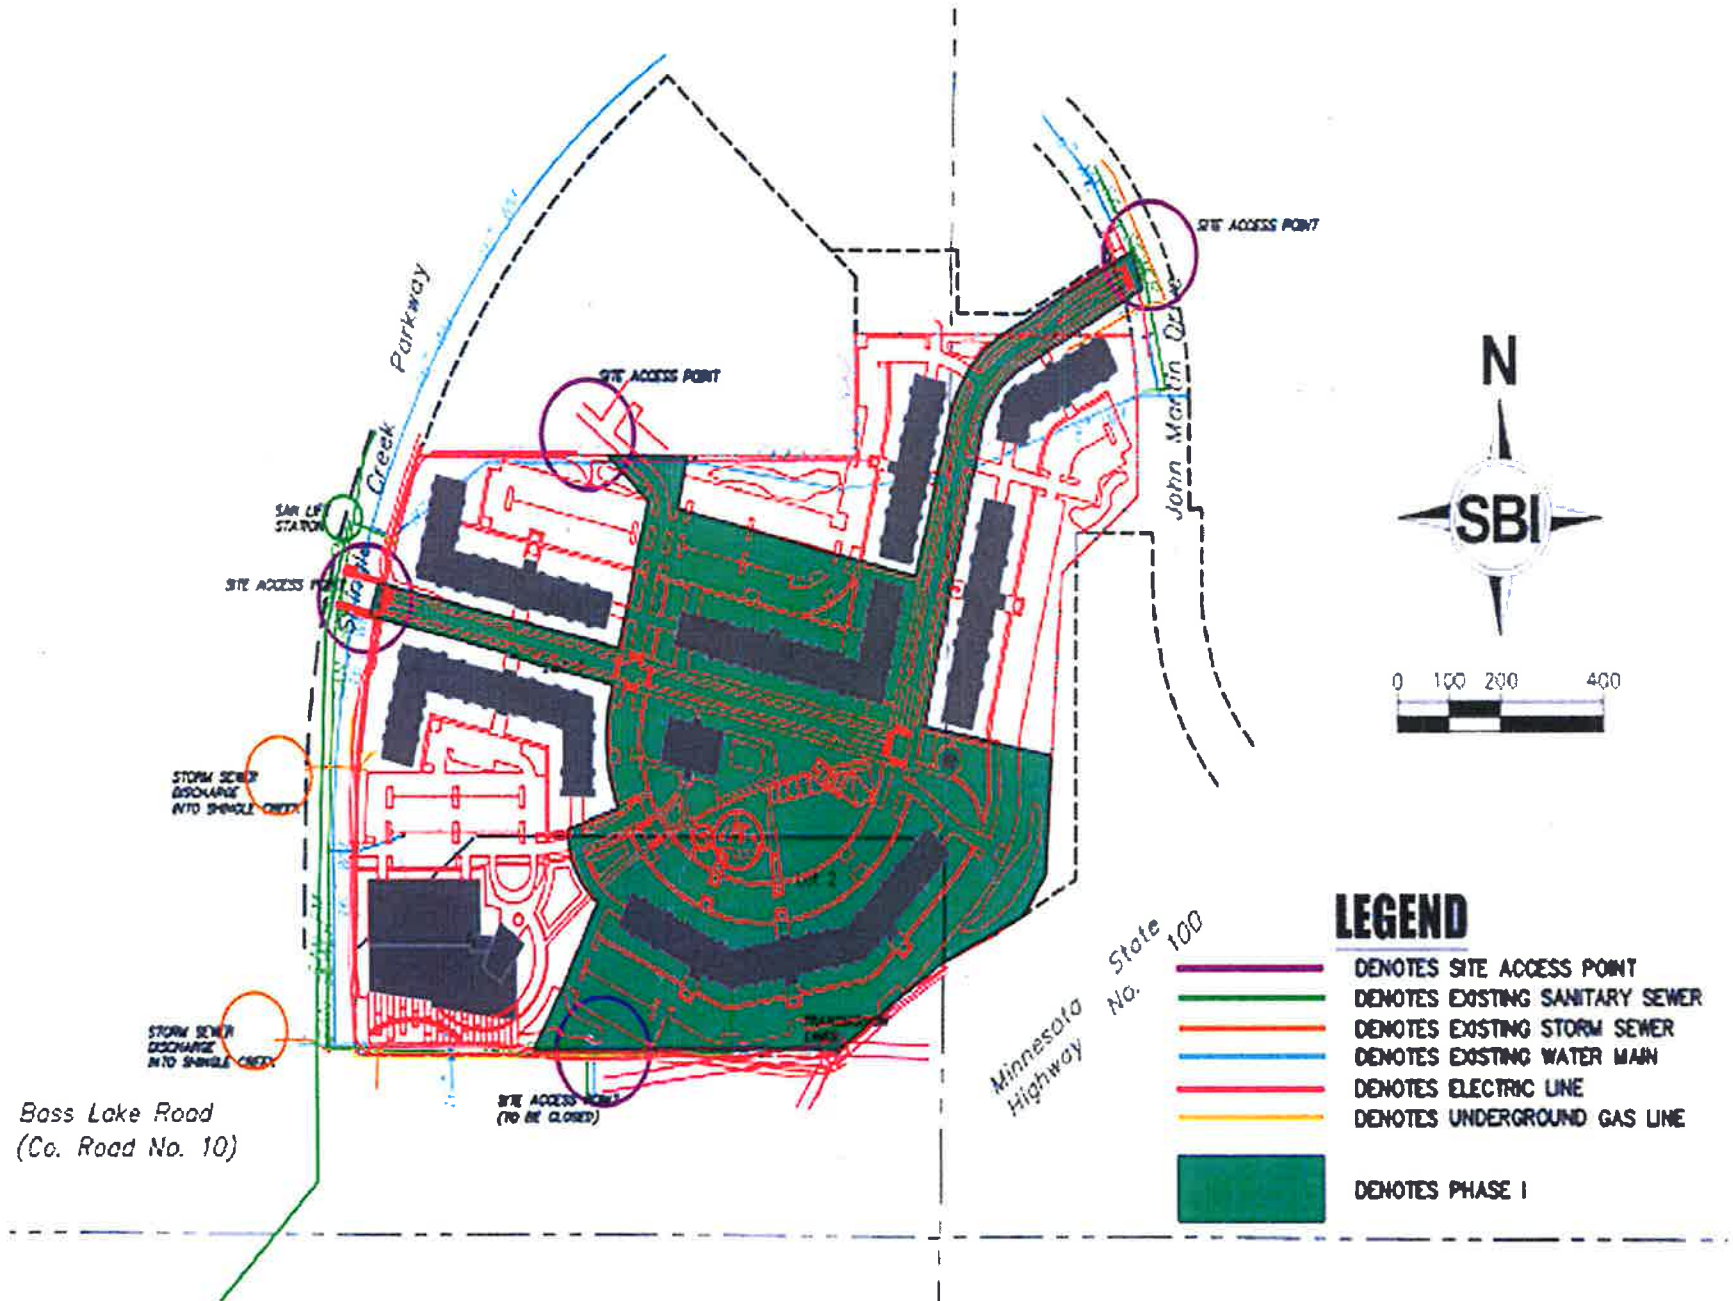 SITE ACCESS POINT
Parkway
SITE ACCESS POINT
N
Creek
John Martin
SAN LIFT
STATION
SBI
SITE ACCESS POINT
Shingle
0 100 200 400
STORM SEWER
DISCHARGE
INTO SHINGLE CREEK
2
LEGEND
State
100
No.
DENOTES SITE ACCESS POINT
DENOTES EXISTING SANITARY SEWER
DENOTES EXISTING STORM SEWER
DENOTES EXISTING WATER MAIN
DENOTES ELECTRIC LINE
DENOTES UNDERGROUND GAS LINE
DENOTES PHASE I
STORM SEWER
DISCHARGE
INTO SHINGLE CREEK
Minnesota
Highway
SITE ACCESS POINT
(TO BE CLOSED)
Bass Lake Road
(Co. Road No. 10)